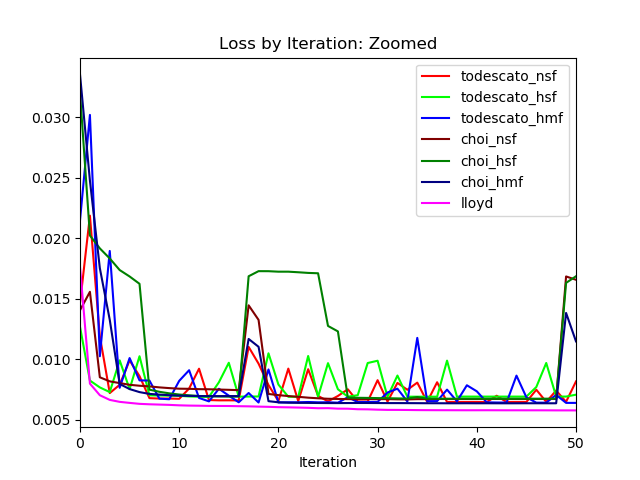 Loss by Iteration: Zoomed
todescato_nsf
todescato_hsf
todescato_hmf
choi_nsf
choi_hsf
choi_hmf
lloyd
0.030
0.025
0.020
0.015
0.010
0.005
0 10 20 30 40 50
Iteration